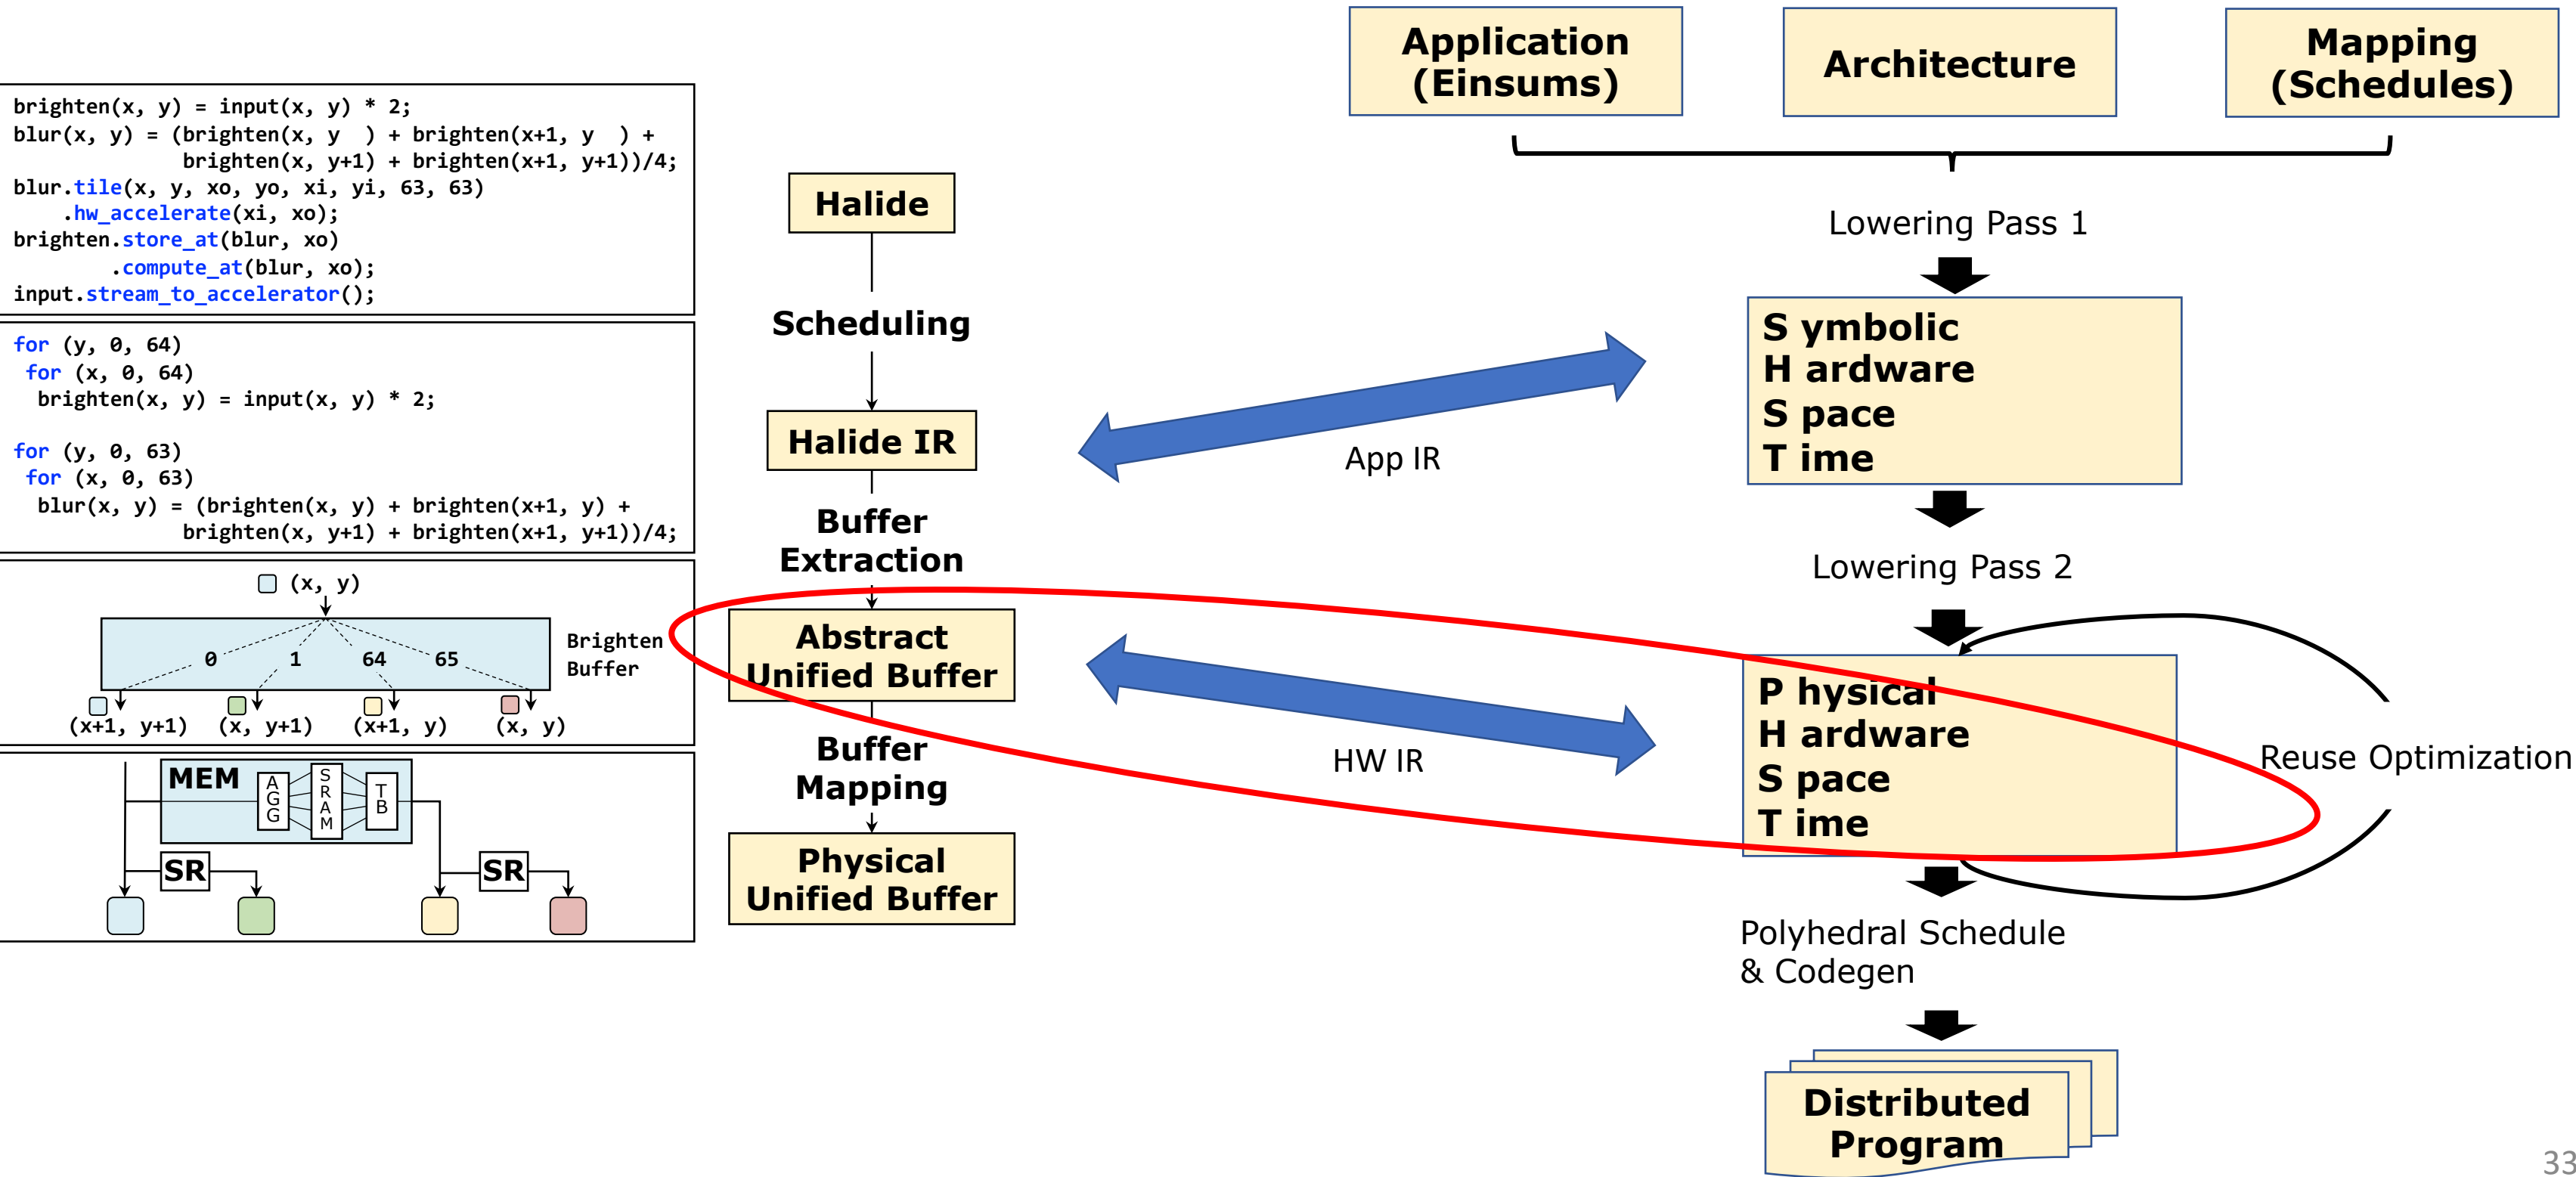 brighten(x, y) = input(x, y) * 2;
blur(x, y) = (brighten(x, y  ) + brighten(x+1, y  ) +
              brighten(x, y+1) + brighten(x+1, y+1))/4;
blur.tile(x, y, xo, yo, xi, yi, 63, 63)
    .hw_accelerate(xi, xo);
brighten.store_at(blur, xo)
        .compute_at(blur, xo);
input.stream_to_accelerator();
for (y, 0, 64)
 for (x, 0, 64)
  brighten(x, y) = input(x, y) * 2;
for (y, 0, 63)
 for (x, 0, 63)
  blur(x, y) = (brighten(x, y) + brighten(x+1, y) +
              brighten(x, y+1) + brighten(x+1, y+1))/4;
(x, y)
0 1 64 65
Brighten
Buffer
(x+1, y+1) (x, y+1) (x+1, y) (x, y)
MEM
AGG
SRAM
TB
SR
SR
Halide
Scheduling
Halide IR
Buffer
Extraction
Abstract
Unified Buffer
Buffer
Mapping
Physical
Unified Buffer
App IR
HW IR
Application
(Einsums)
Architecture
Mapping
(Schedules)
Lowering Pass 1
S ymbolic
H ardware
S pace
T ime
Lowering Pass 2
P hysical
H ardware
S pace
T ime
Reuse Optimization
Polyhedral Schedule
& Codegen
Distributed
Program
33